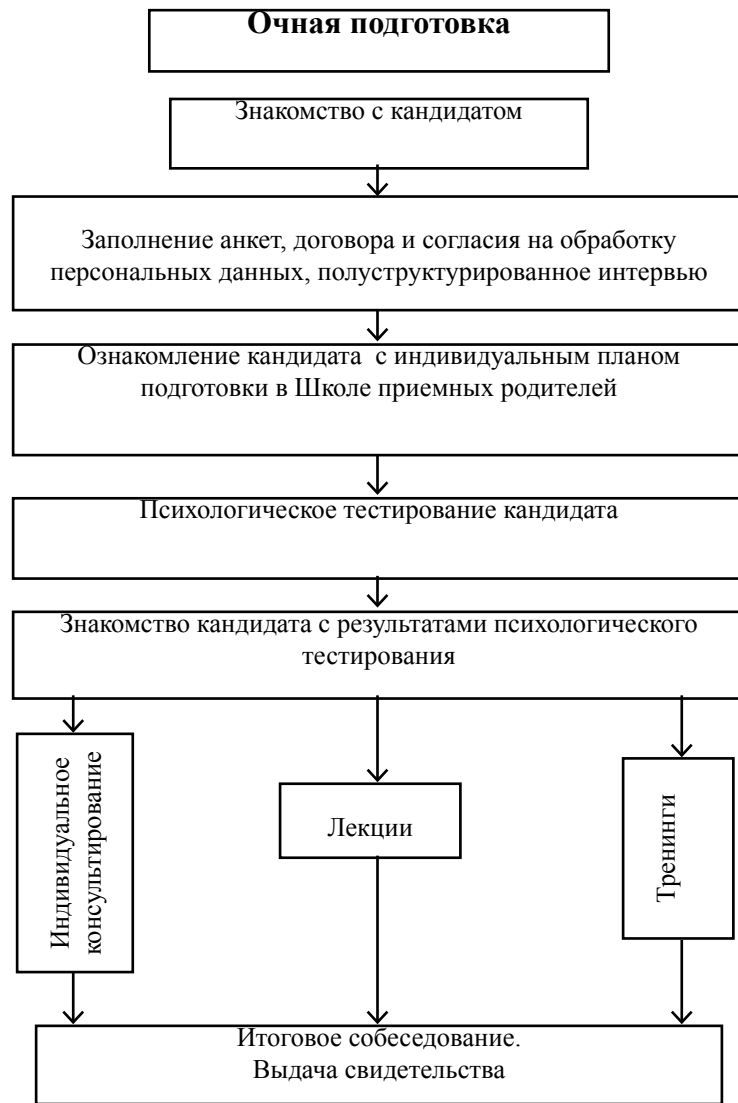 Очная подготовка
Знакомство с кандидатом
Заполнение анкет, договора и согласия на обработку
персональных данных, полуструктурированное интервью
Ознакомление кандидата  с индивидуальным планом
подготовки в Школе приемных родителей
Психологическое тестирование кандидата
Знакомство кандидата с результатами психологического
тестирования
Индивидуальное
консультирование
Лекции
Тренинги
Итоговое собеседование.
Выдача свидетельства